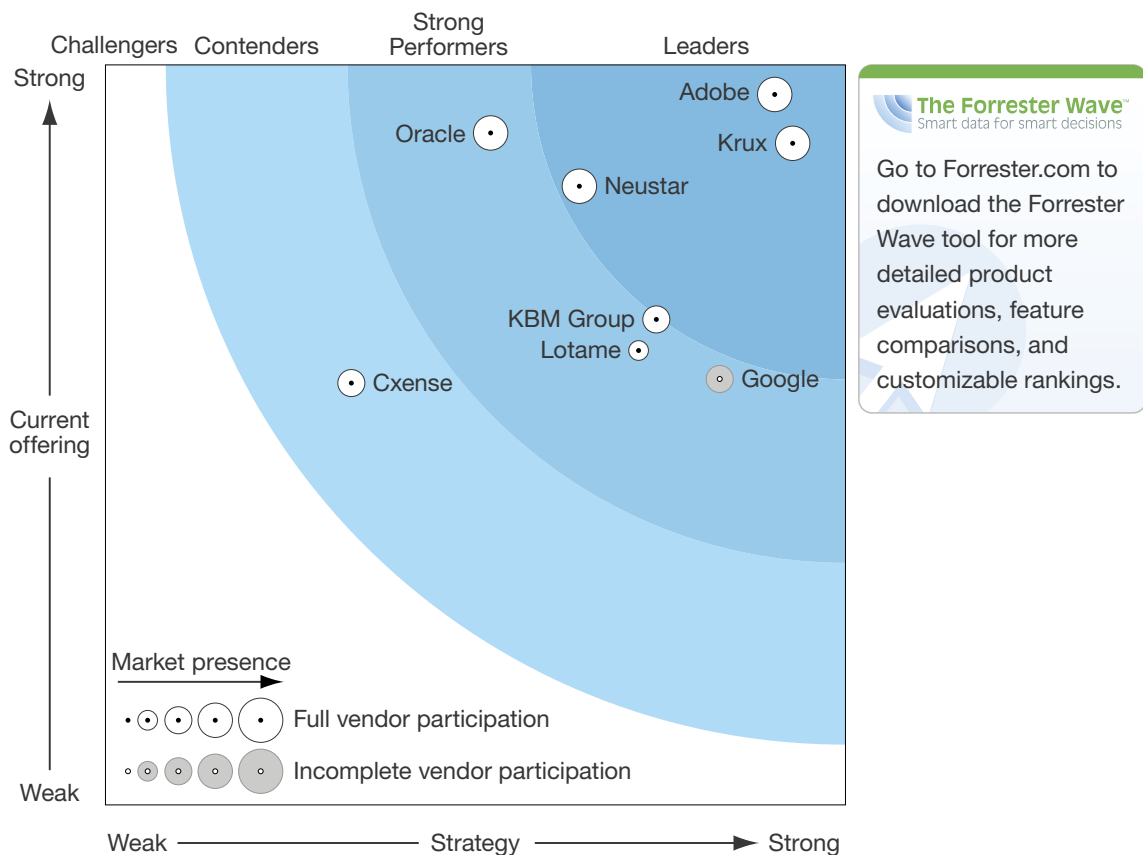 Strong
Performers
Challengers
Contenders
Leaders
Strong
Adobe
Oracle
Krux
Neustar
KBM Group
Lotame
Google
Cxense
Current
offering
Market presence
Full vendor participation
Incomplete vendor participation
Weak
Weak
Strategy
Strong
The Forrester Wave™
Smart data for smart decisions
Go to Forrester.com to
download the Forrester
Wave tool for more
detailed product
evaluations, feature
comparisons, and
customizable rankings.